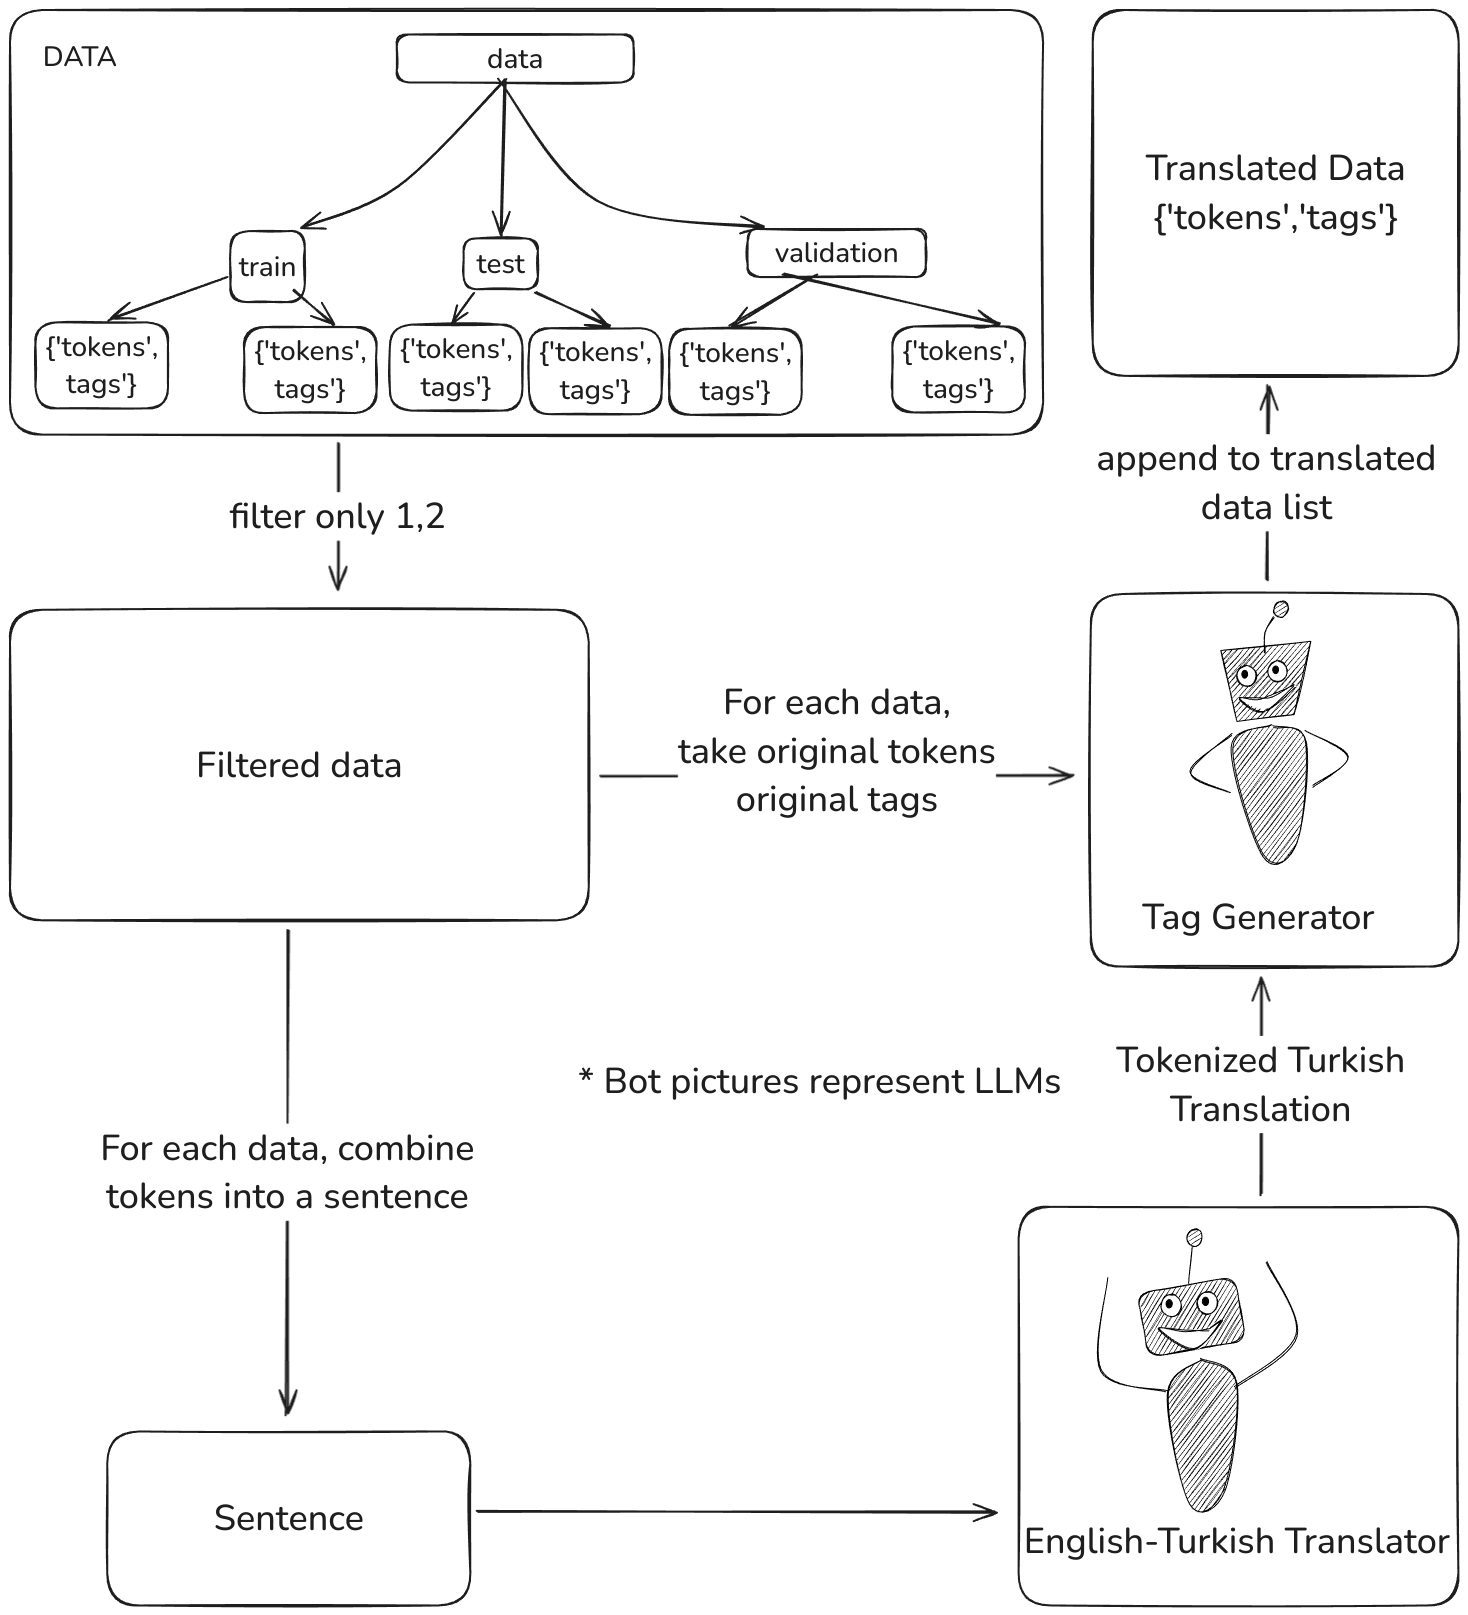 DATA
data
train
test
validation
{'tokens',
tags'}
{'tokens',
tags'}
{'tokens',
tags'}
{'tokens',
tags'}
{'tokens',
tags'}
{'tokens',
tags'}
Translated Data
{'tokens','tags'}
filter only 1,2
append to translated
data list
Filtered data
For each data,
take original tokens
original tags
Tag Generator
* Bot pictures represent LLMs
Tokenized Turkish
Translation
For each data, combine
tokens into a sentence
Sentence
English-Turkish Translator